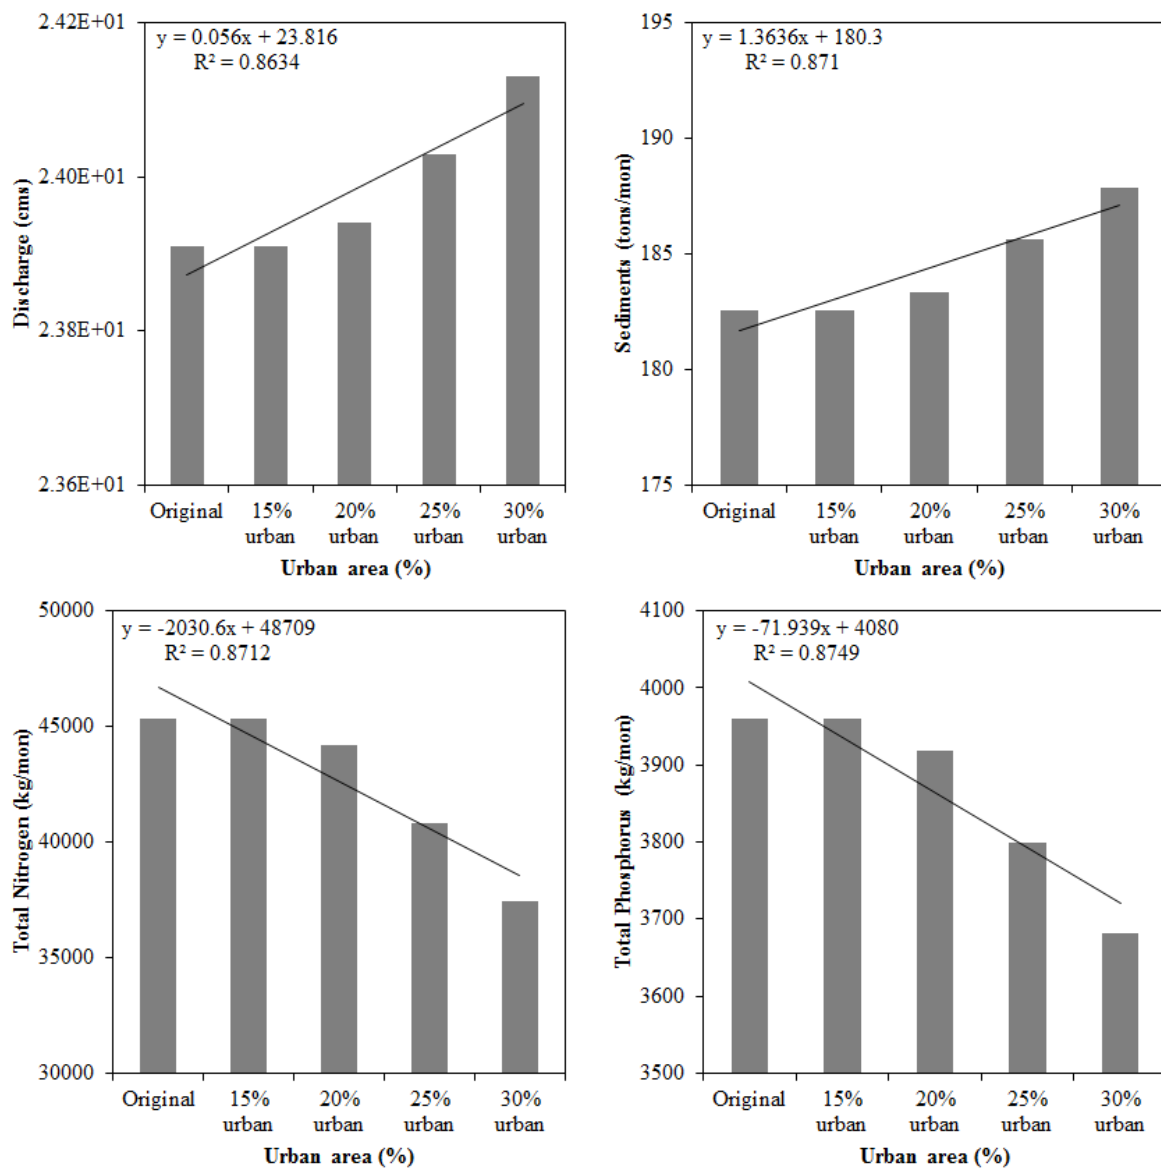 y = 0.056x + 23.816
R² = 0.8634
2.42E+01
2.40E+01
2.38E+01
2.36E+01
Discharge (cms)
Original 15% 20% 25% 30%
urban urban urban urban
Urban area (%)
y = 1.3636x + 180.3
R² = 0.871
195
190
185
180
175
Sediments (tons/mon)
Original 15% 20% 25% 30%
urban urban urban urban
Urban area (%)
y = -2030.6x + 48709
R² = 0.8712
50000
45000
40000
35000
30000
Total Nitrogen (kg/mon)
Original 15% 20% 25% 30%
urban urban urban urban
Urban area (%)
y = -71.939x + 4080
R² = 0.8749
4100
4000
3900
3800
3700
3600
3500
Total Phosphorus (kg/mon)
Original 15% 20% 25% 30%
urban urban urban urban
Urban area (%)